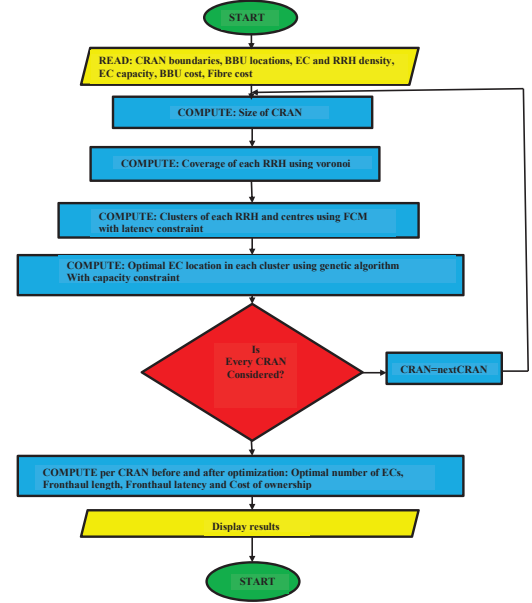 START
READ: CRAN boundaries, BBU locations, EC and RRH density,
EC capacity, BBU cost, Fibre cost
COMPUTE: Size of CRAN
COMPUTE: Coverage of each RRH using voronoi
COMPUTE: Clusters of each RRH and centres using FCM
with latency constraint
COMPUTE: Optimal EC location in each cluster using genetic algorithm
With capacity constraint
Is
Every CRAN
Considered?
CRAN=nextCRAN
COMPUTE per CRAN before and after optimization: Optimal number of ECs,
Fronthaul length, Fronthaul latency and Cost of ownership
Display results
START